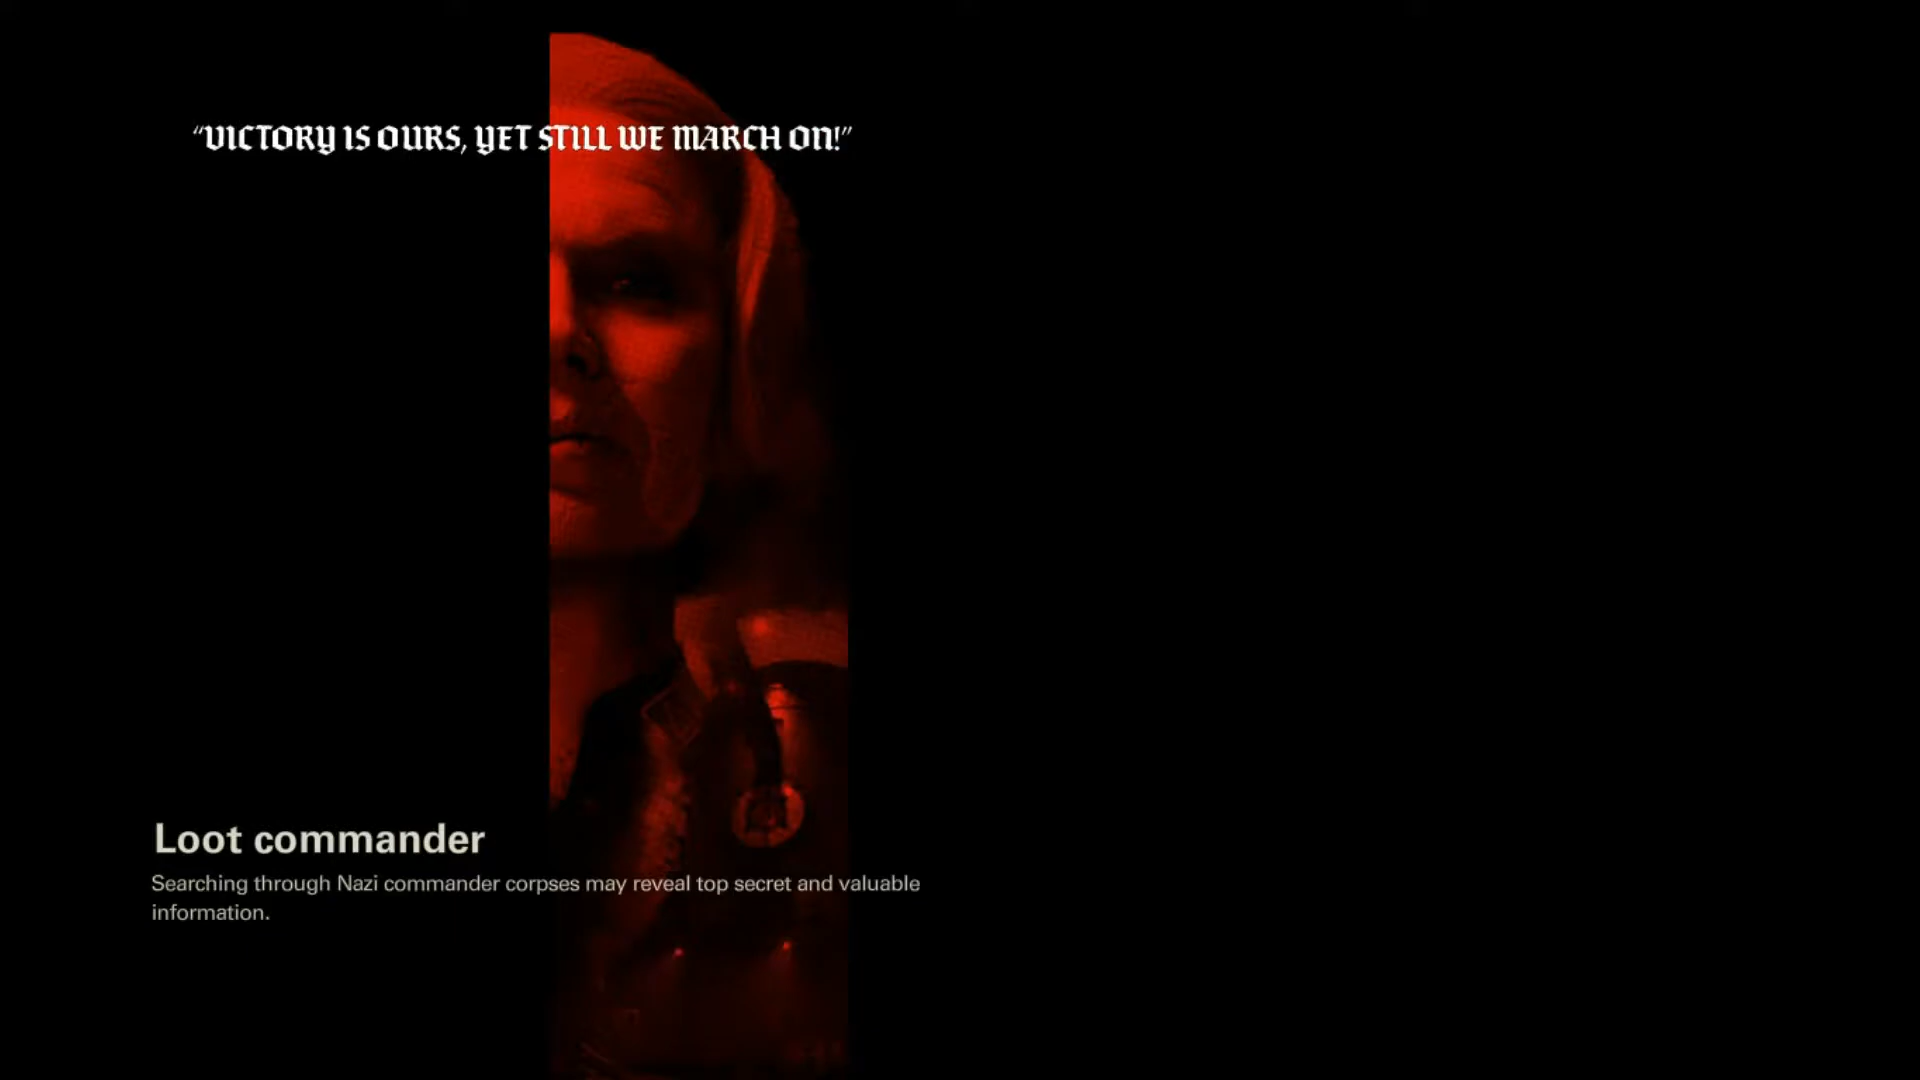 “VICTORY IS OURS, YET STILL WE MARCH ON!”
Loot commander
Searching through Nazi commander corpses may reveal top secret and valuable
information.